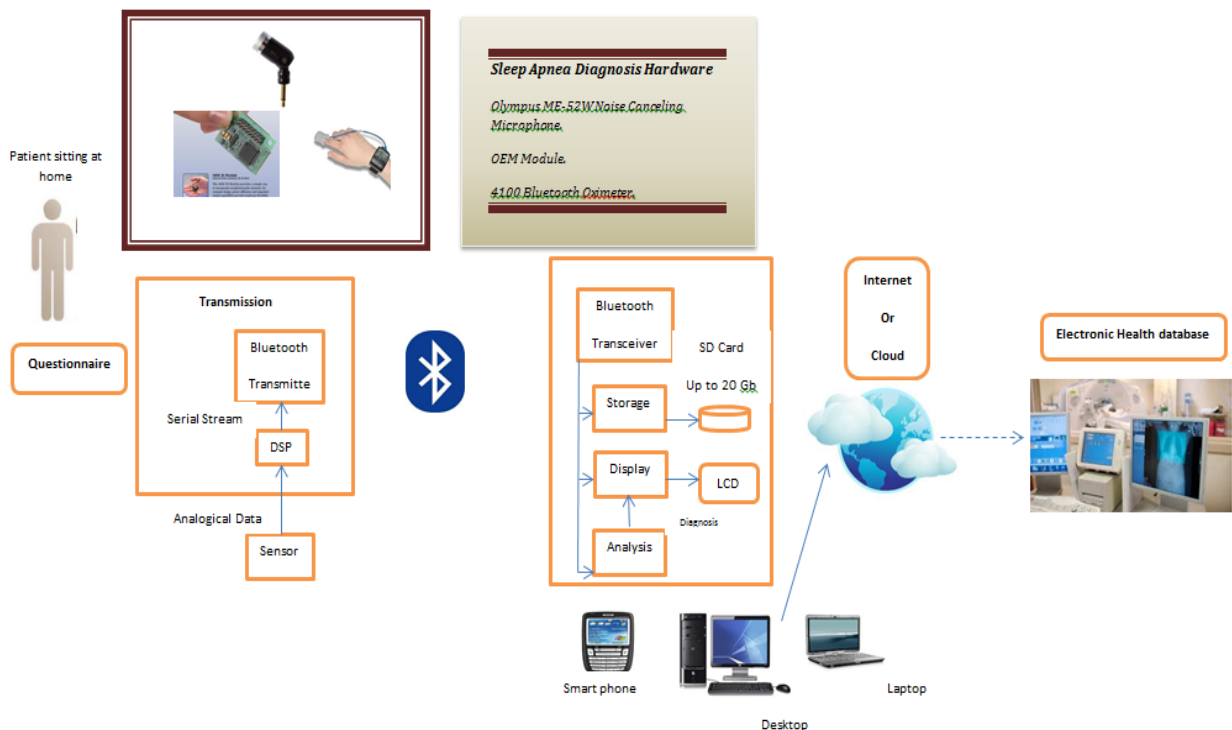 Sleep Apnea Diagnosis Hardware
Olympus ME-52W Noise Canceling
Microphone.
OEM Module.
4100 Bluetooth Oximeter.
Patient sitting at
home
Questionnaire
Transmission
Bluetooth
Transmitte
Serial Stream
DSP
Analogical Data
Sensor
Bluetooth
Transceiver
SD Card
Up to 20 Gb
Storage
Display
LCD
Diagnosis
Analysis
Internet
Or
Cloud
Electronic Health database
Smart phone
Laptop
Desktop